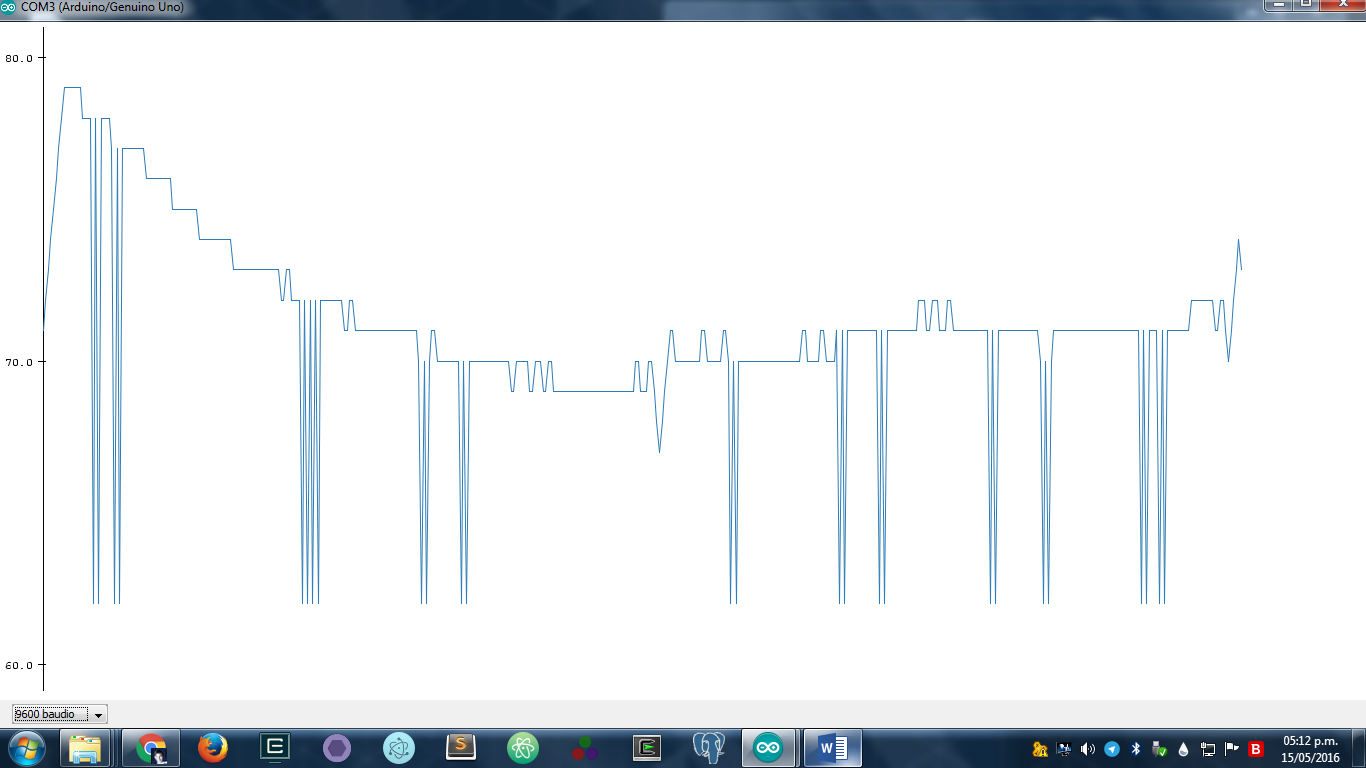 COM3 (Arduino/Genuino Uno)
80.0
70.0
60.0
9600 baudio
05:12 p.m.
15/05/2016